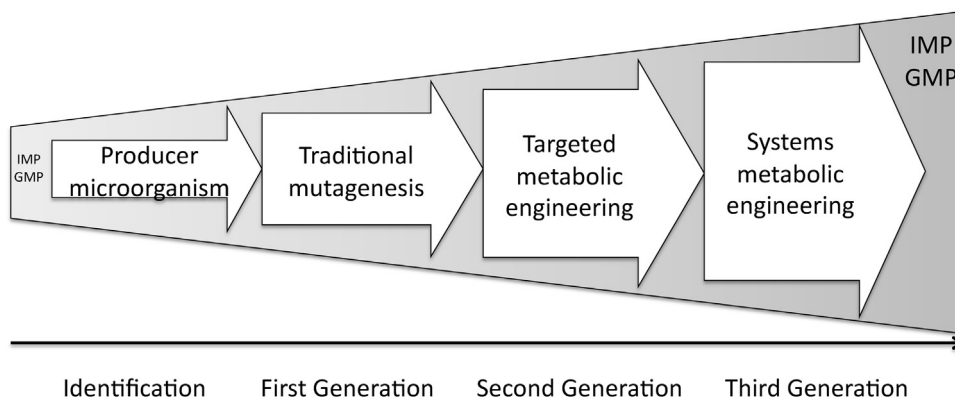 IMP
GMP
Producer
microorganism
Traditional
mutagenesis
Targeted
metabolic
engineering
Systems
metabolic
engineering
IMP
GMP
Identification
First Generation
Second Generation
Third Generation